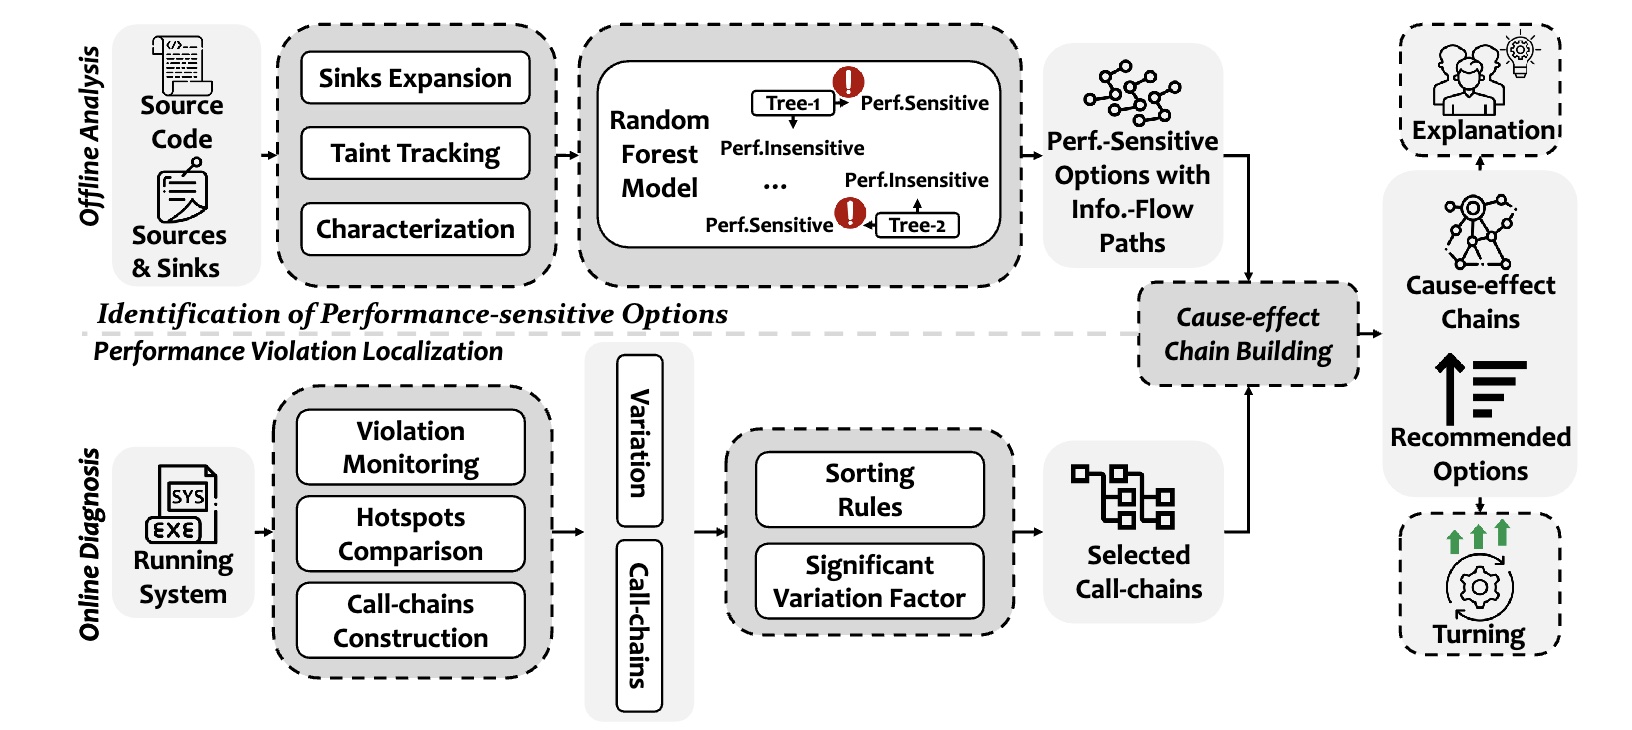 Offline Analysis
Source
Code
Sources
& Sinks
Sinks Expansion
Taint Tracking
Characterization
Random
Forest
Model
Tree-1
Perf.Sensitive
Perf.Insensitive
...
Perf.Insensitive
Perf.Sensitive
Tree-2
Perf.-Sensitive
Options with
Info.-Flow
Paths
Identification of Performance-sensitive Options
Performance Violation Localization
Online Diagnosis
SYS
EXE
Running
System
Violation
Monitoring
Hotspots
Comparison
Call-chains
Construction
Variation
Call-chains
Sorting
Rules
Significant
Variation Factor
Selected
Call-chains
Cause-effect
Chain Building
Explanation
Cause-effect
Chains
Recommended
Options
Turning